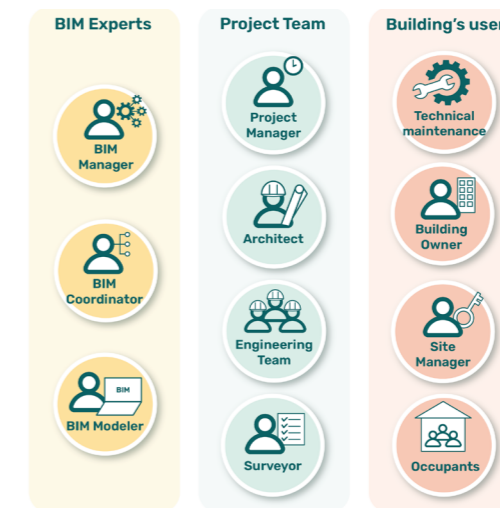 BIM Experts
BIM
Manager
BIM
Coordinator
BIM
BIM Modeler
Project Team
Project
Manager
Architect
Engineering
Team
Surveyor
Building's user
Technical
maintenance
Building
Owner
Site
Manager
Occupants